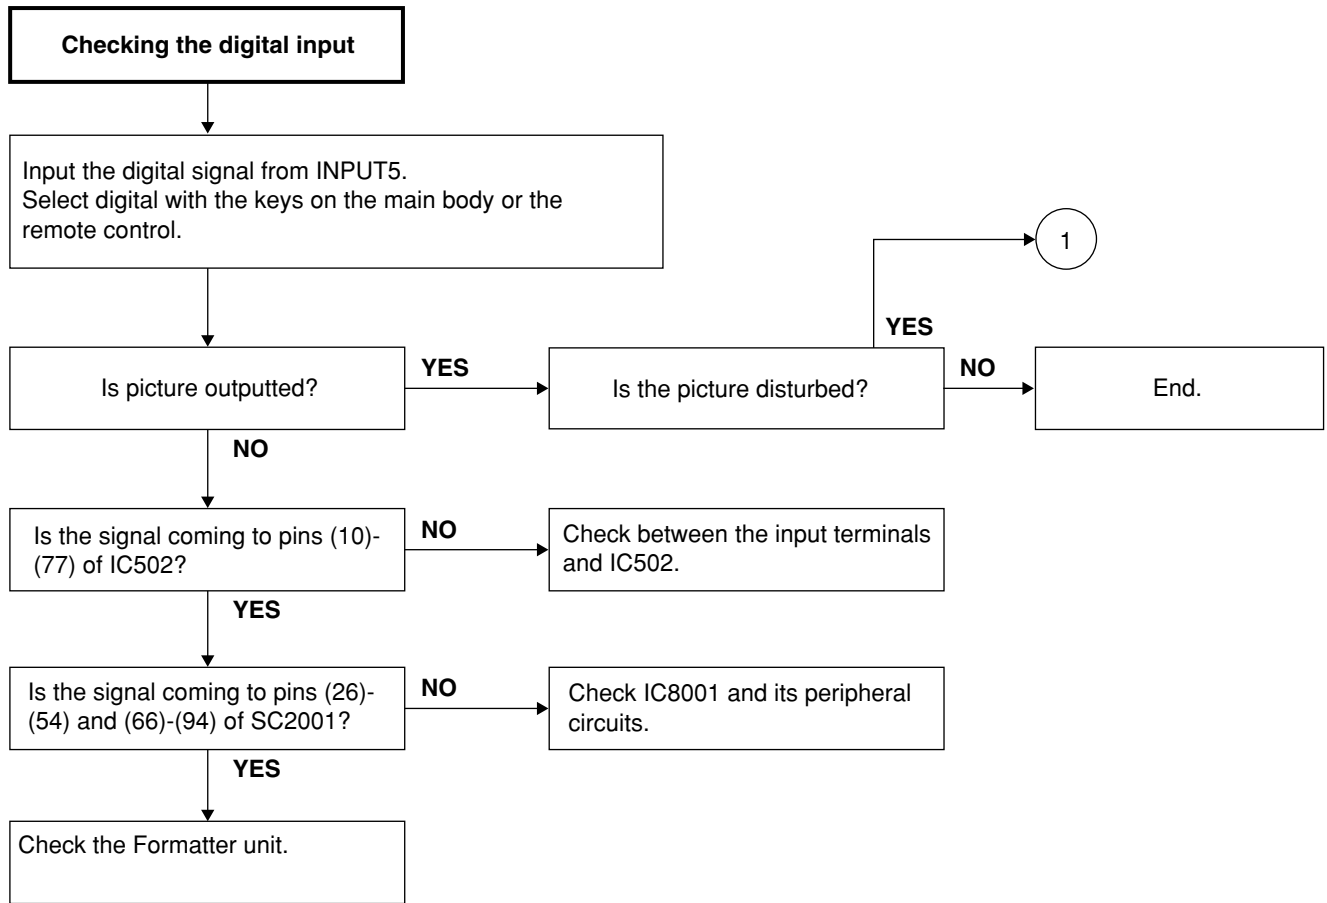 Checking the digital input
Input the digital signal from INPUT5.
Select digital with the keys on the main body or the
remote control.
1
YES
Is picture outputted?
YES
Is the picture disturbed?
NO
End.
NO
Is the signal coming to pins (10)-
(77) of IC502?
NO
Check between the input terminals
and IC502.
YES
Is the signal coming to pins (26)-
(54) and (66)-(94) of SC2001?
NO
Check IC8001 and its peripheral
circuits.
YES
Check the Formatter unit.